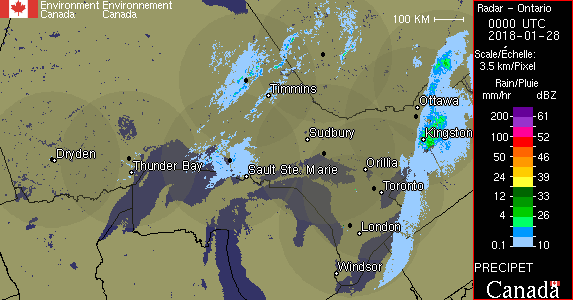 Environment Environnement
Canada Canada
100 KM
Radar - Ontario
0000 UTC
2018-01-28
Scale/Échelle:
3.5 km/Pixel
Rain/Pluie
mm/hr dBZ
200 61
100 56
50 52
50 46
24 39
12 33
4 26
0.1 10
PRECIPET
Canada
Timmins
Ottawa
Sudbury
Kingston
Dryden
Thunder Bay
Sault Ste. Marie
Orillia
Toronto
London
Windsor